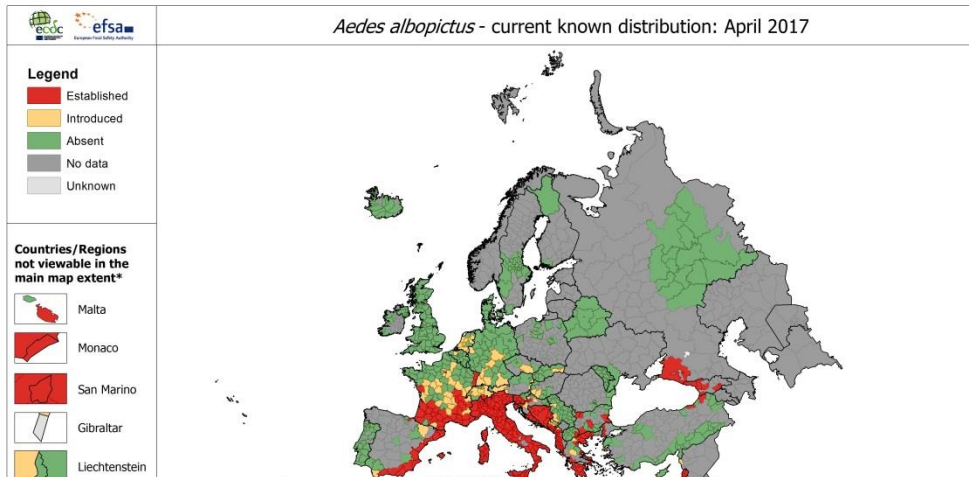 ecdc
efsa
European Food Safety Authority
Aedes albopictus - current known distribution: April 2017
Legend
Established
Introduced
Absent
No data
Unknown
Countries/Regions
not viewable in the
main map extent*
Malta
Monaco
San Marino
Gibraltar
Liechtenstein